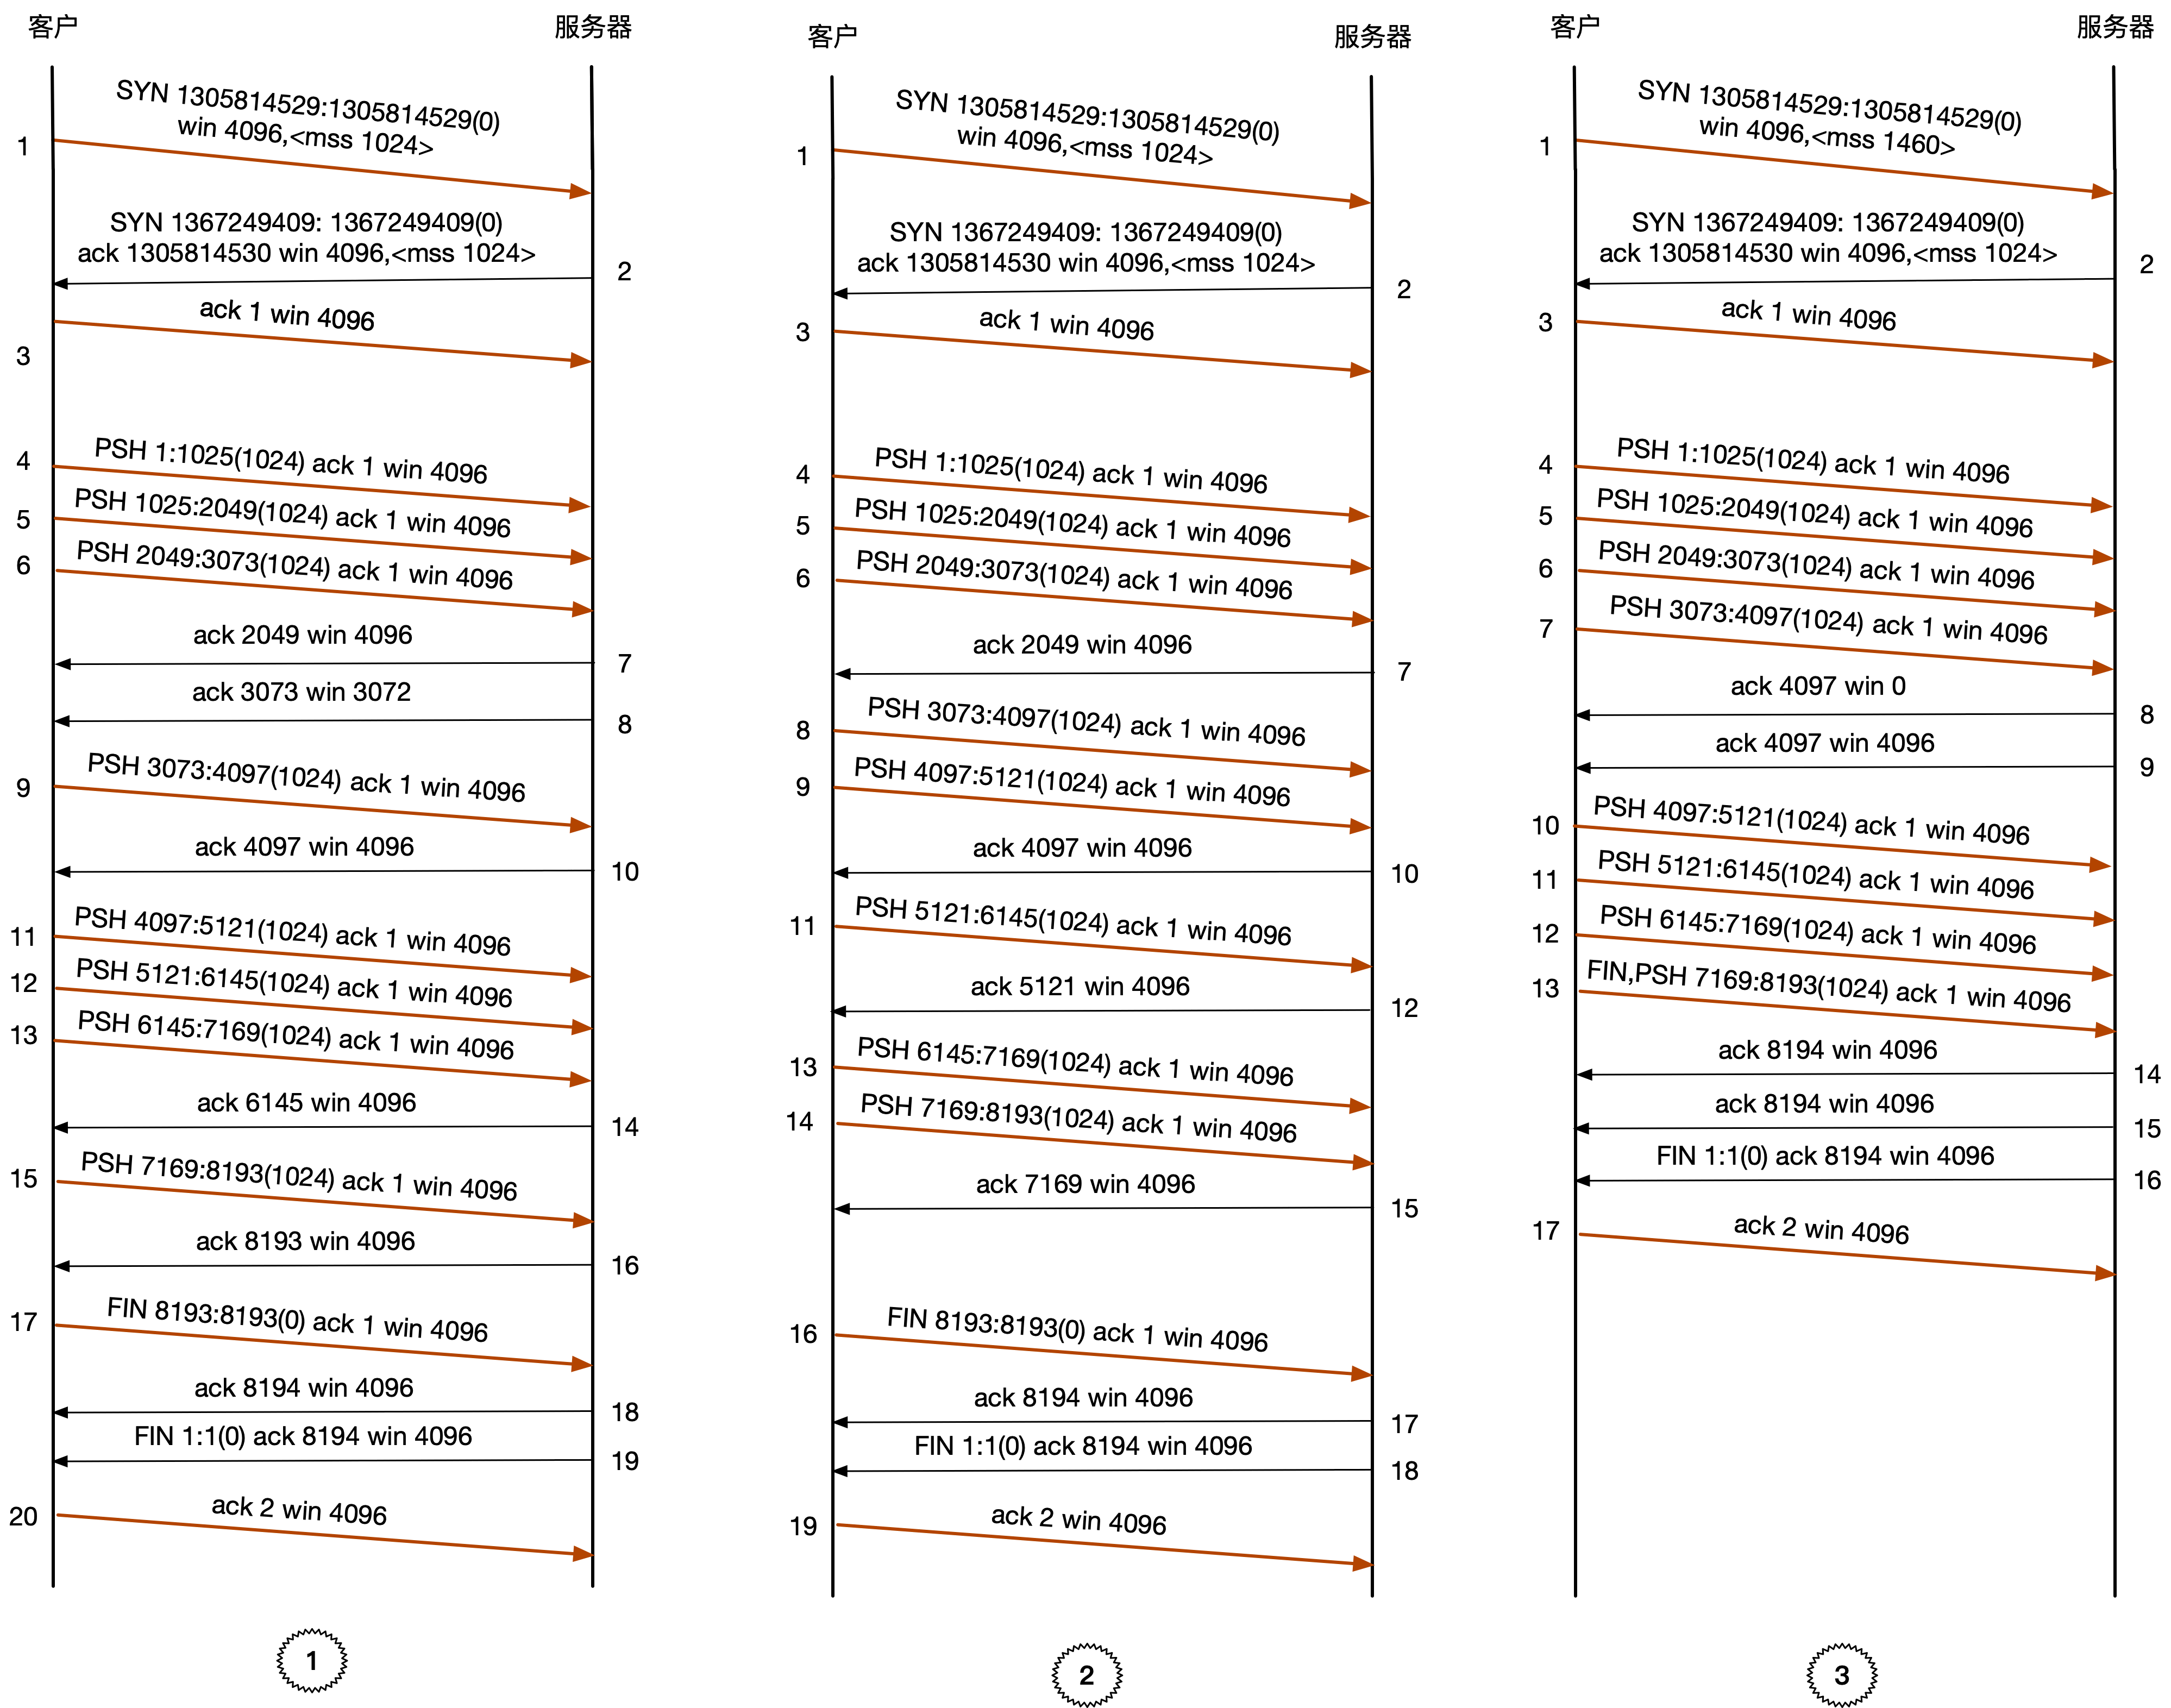 客户
服务器
1
SYN 1305814529:1305814529(0)
win 4096,<mss 1024>
SYN 1367249409: 1367249409(0)
ack 1305814530 win 4096,<mss 1024>
2
ack 1 win 4096
3
4
PSH 1:1025(1024) ack 1 win 4096
5
PSH 1025:2049(1024) ack 1 win 4096
6
PSH 2049:3073(1024) ack 1 win 4096
ack 2049 win 4096
7
ack 3073 win 3072
8
9
PSH 3073:4097(1024) ack 1 win 4096
ack 4097 win 4096
10
11
PSH 4097:5121(1024) ack 1 win 4096
12
PSH 5121:6145(1024) ack 1 win 4096
13
PSH 6145:7169(1024) ack 1 win 4096
ack 6145 win 4096
14
15
PSH 7169:8193(1024) ack 1 win 4096
ack 8193 win 4096
16
17
FIN 8193:8193(0) ack 1 win 4096
ack 8194 win 4096
18
FIN 1:1(0) ack 8194 win 4096
19
20
ack 2 win 4096
1
客户
服务器
1
SYN 1305814529:1305814529(0)
win 4096,<mss 1024>
SYN 1367249409: 1367249409(0)
ack 1305814530 win 4096,<mss 1024>
2
3
ack 1 win 4096
4
PSH 1:1025(1024) ack 1 win 4096
5
PSH 1025:2049(1024) ack 1 win 4096
6
PSH 2049:3073(1024) ack 1 win 4096
ack 2049 win 4096
7
8
PSH 3073:4097(1024) ack 1 win 4096
9
PSH 4097:5121(1024) ack 1 win 4096
ack 4097 win 4096
10
11
PSH 5121:6145(1024) ack 1 win 4096
ack 5121 win 4096
12
13
PSH 6145:7169(1024) ack 1 win 4096
14
PSH 7169:8193(1024) ack 1 win 4096
ack 7169 win 4096
15
16
FIN 8193:8193(0) ack 1 win 4096
ack 8194 win 4096
17
FIN 1:1(0) ack 8194 win 4096
18
19
ack 2 win 4096
2
客户
服务器
1
SYN 1305814529:1305814529(0)
win 4096,<mss 1460>
SYN 1367249409: 1367249409(0)
ack 1305814530 win 4096,<mss 1024>
2
3
ack 1 win 4096
4
PSH 1:1025(1024) ack 1 win 4096
5
PSH 1025:2049(1024) ack 1 win 4096
6
PSH 2049:3073(1024) ack 1 win 4096
7
PSH 3073:4097(1024) ack 1 win 4096
ack 4097 win 0
8
ack 4097 win 4096
9
10
PSH 4097:5121(1024) ack 1 win 4096
11
PSH 5121:6145(1024) ack 1 win 4096
12
PSH 6145:7169(1024) ack 1 win 4096
13
FIN,PSH 7169:8193(1024) ack 1 win 4096
ack 8194 win 4096
14
ack 8194 win 4096
15
FIN 1:1(0) ack 8194 win 4096
16
17
ack 2 win 4096
3